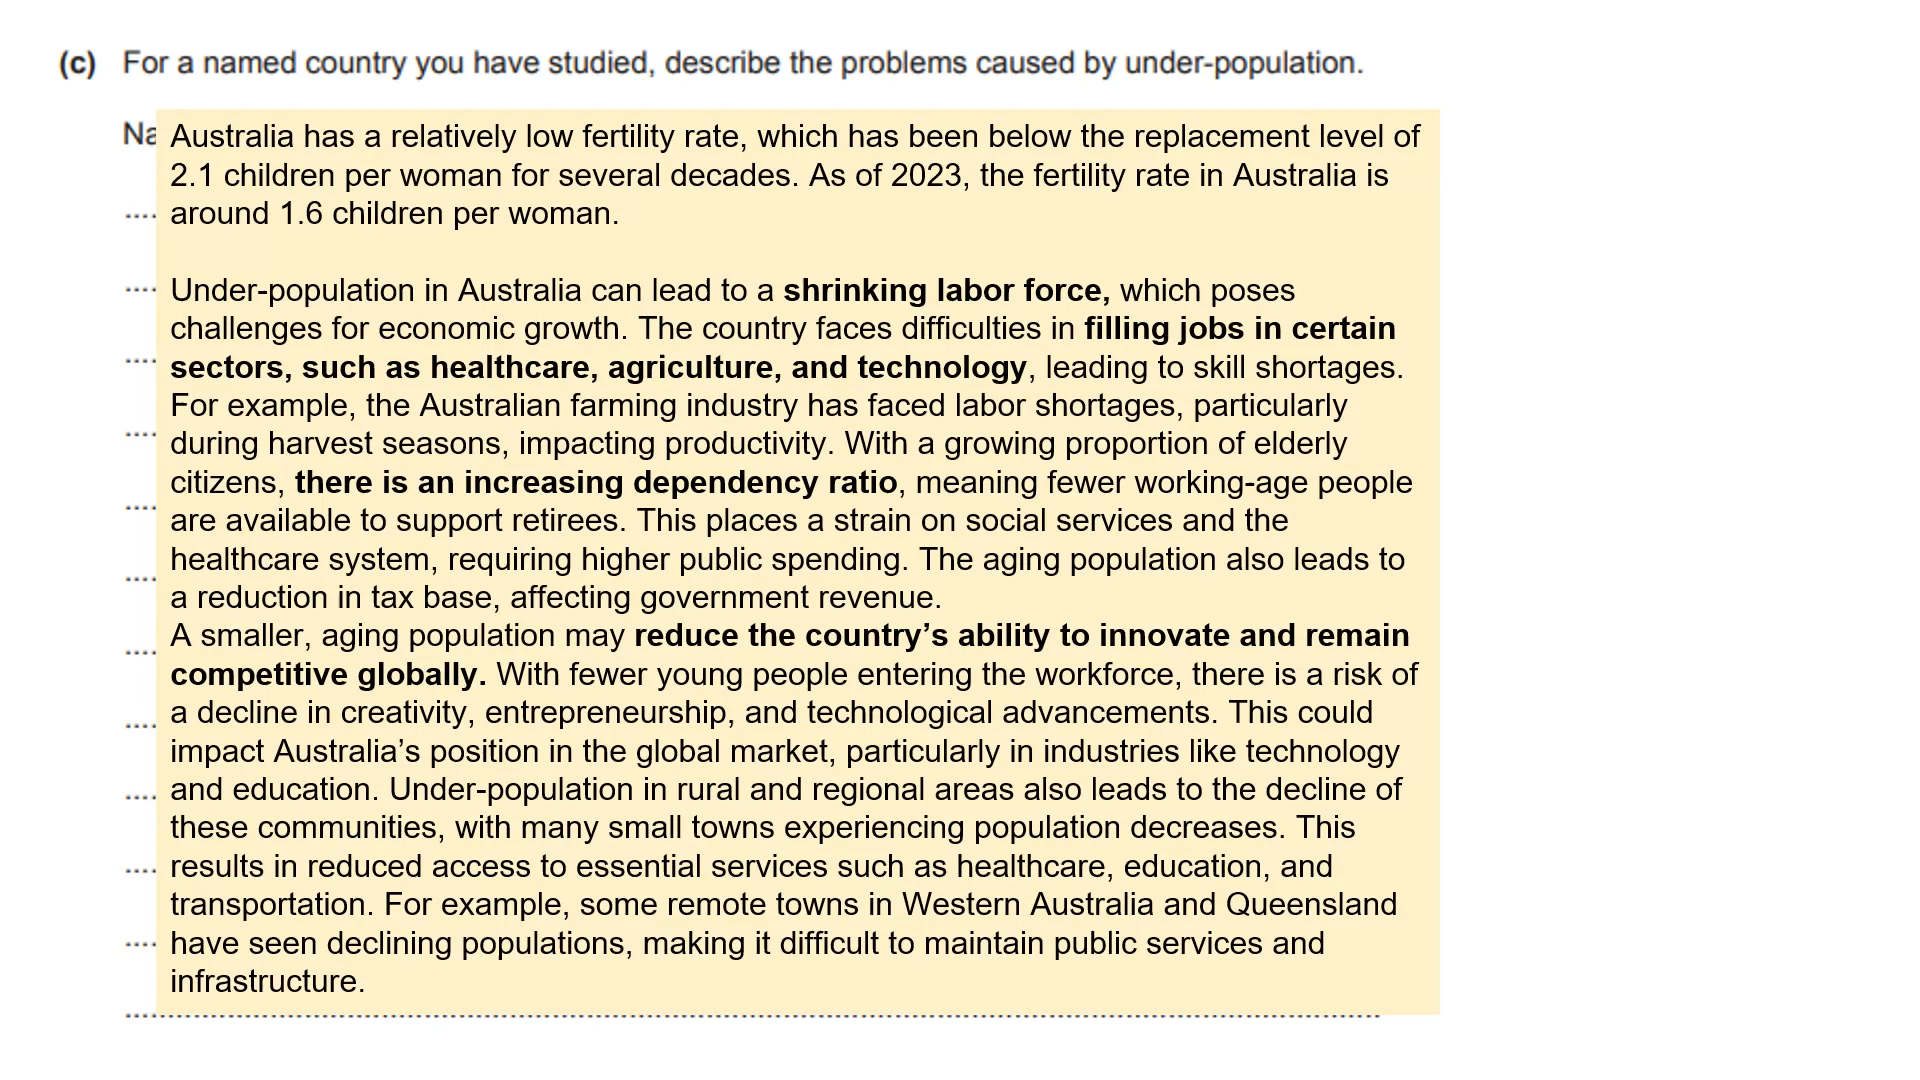 (c) For a named country you have studied, describe the problems caused by under-population.
Na
Australia has a relatively low fertility rate, which has been below the replacement level of
2.1 children per woman for several decades. As of 2023, the fertility rate in Australia is
around 1.6 children per woman.
Under-population in Australia can lead to a shrinking labor force, which poses
challenges for economic growth. The country faces difficulties in filling jobs in certain
sectors, such as healthcare, agriculture, and technology, leading to skill shortages.
For example, the Australian farming industry has faced labor shortages, particularly
during harvest seasons, impacting productivity. With a growing proportion of elderly
citizens, there is an increasing dependency ratio, meaning fewer working-age people
are available to support retirees. This places a strain on social services and the
healthcare system, requiring higher public spending. The aging population also leads to
a reduction in tax base, affecting government revenue.
A smaller, aging population may reduce the country’s ability to innovate and remain
competitive globally. With fewer young people entering the workforce, there is a risk of
a decline in creativity, entrepreneurship, and technological advancements. This could
impact Australia’s position in the global market, particularly in industries like technology
and education. Under-population in rural and regional areas also leads to the decline of
these communities, with many small towns experiencing population decreases. This
results in reduced access to essential services such as healthcare, education, and
transportation. For example, some remote towns in Western Australia and Queensland
have seen declining populations, making it difficult to maintain public services and
infrastructure.